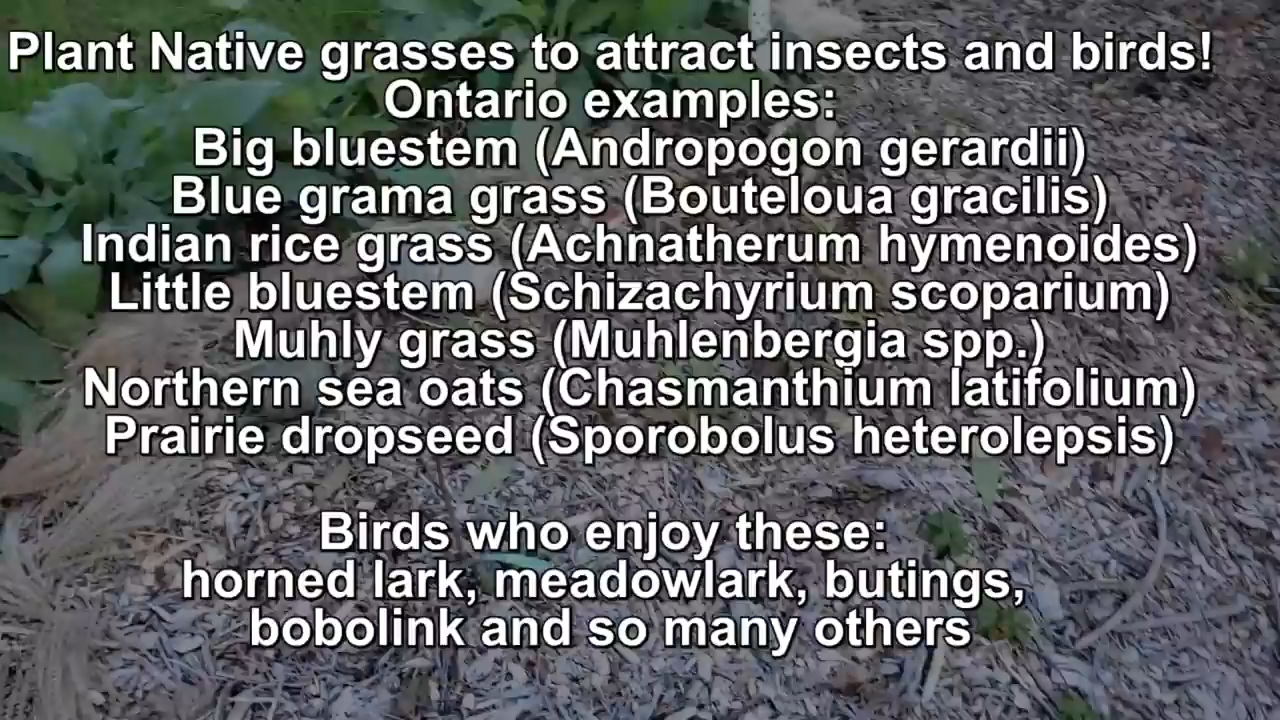 Plant Native grasses to attract insects and birds!
Ontario examples:
Big bluestem (Andropogon gerardii)
Blue grama grass (Bouteloua gracilis)
Indian rice grass (Achnatherum hymenoides)
Little bluestem (Schizachyrium scoparium)
Muhly grass (Muhlenbergia spp.)
Northern sea oats (Chasmanthium latifolium)
Prairie dropseed (Sporobolus heterolepsis)
Birds who enjoy these:
horned lark, meadowlark, butings,
bobolink and so many others